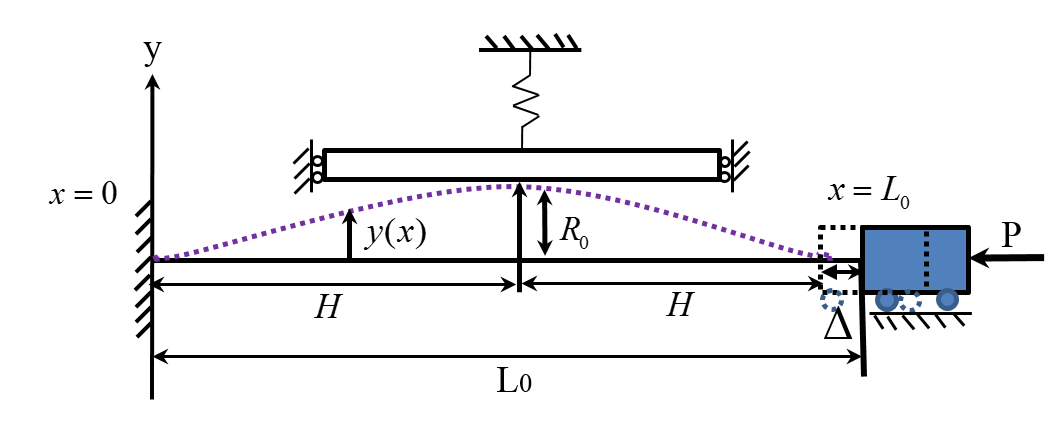 y
x = 0
x = L₀
P
y(x)
R₀
H
H
Δ
L0